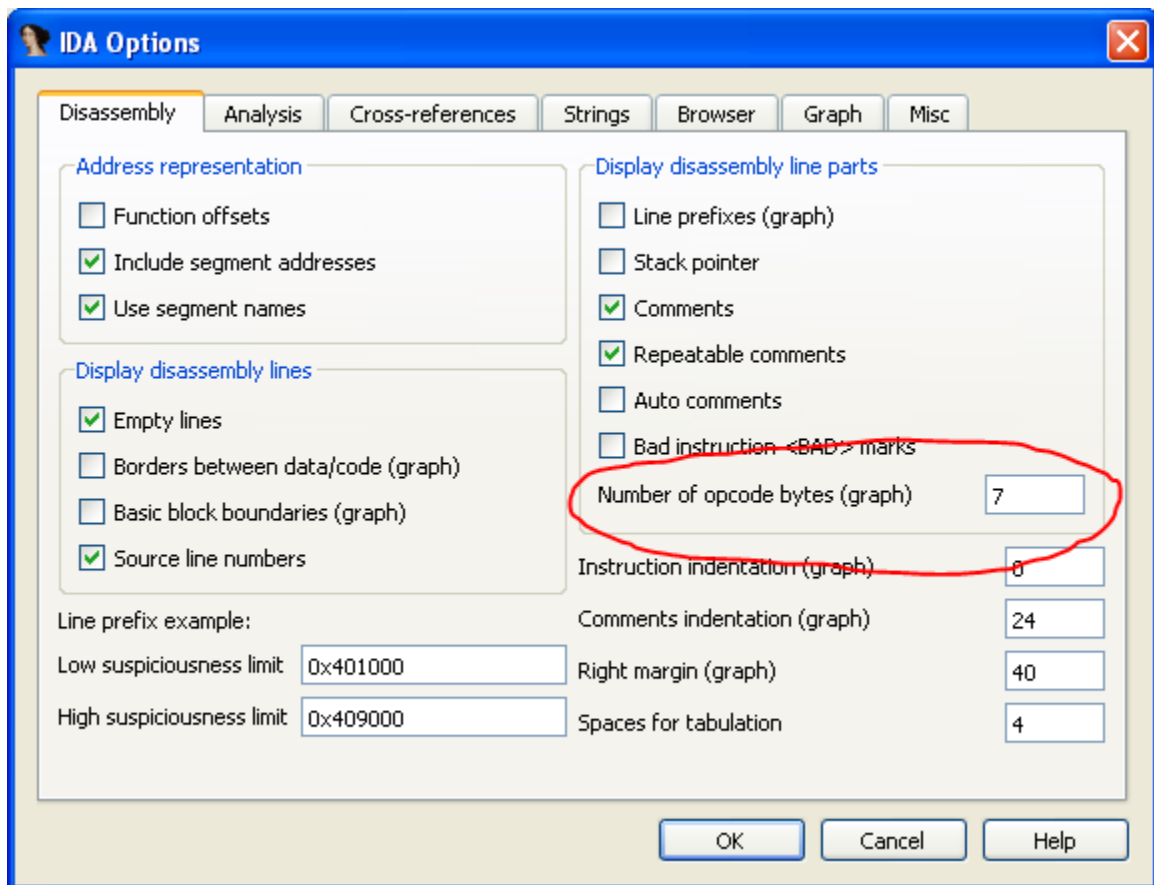 IDA Options
Disassembly Analysis Cross-references Strings Browser Graph Misc
Address representation
Function offsets
Include segment addresses
Use segment names
Display disassembly lines
Empty lines
Borders between data/code (graph)
Basic block boundaries (graph)
Source line numbers
Line prefix example:
Low suspiciousness limit 0x401000
High suspiciousness limit 0x409000
Display disassembly line parts
Line prefixes (graph)
Stack pointer
Comments
Repeatable comments
Auto comments
Bad instruction <BAD> marks
Number of opcode bytes (graph) 7
Instruction indentation (graph) 0
Comments indentation (graph) 24
Right margin (graph) 40
Spaces for tabulation 4
OK Cancel Help